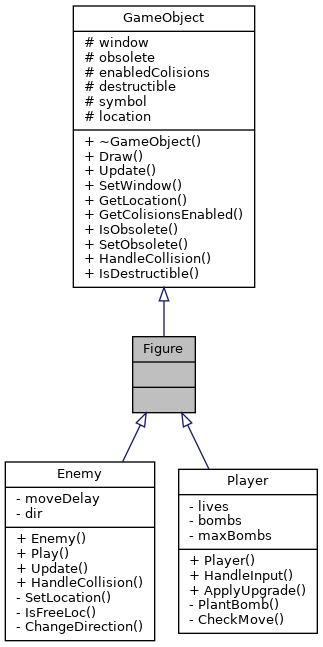 GameObject
# window
# obsolete
# enabledColisions
# destructible
# symbol
# location
+ ~GameObject()
+ Draw()
+ Update()
+ SetWindow()
+ GetLocation()
+ GetColisionsEnabled()
+ IsObsolete()
+ SetObsolete()
+ HandleCollision()
+ IsDestructible()
Figure
Enemy
- moveDelay
- dir
+ Enemy()
+ Play()
+ Update()
+ HandleCollision()
- SetLocation()
- IsFreeLoc()
- ChangeDirection()
Player
- lives
- bombs
- maxBombs
+ Player()
+ HandleInput()
+ ApplyUpgrade()
- PlantBomb()
- CheckMove()